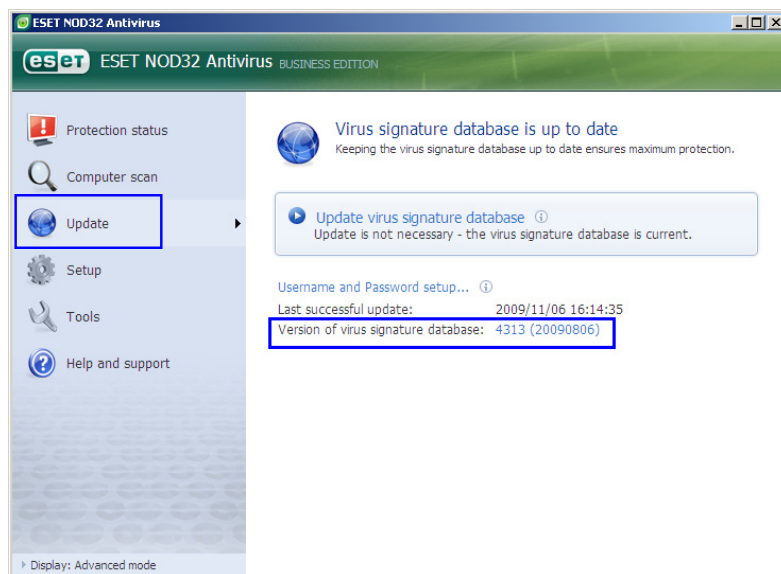 ESET NOD32 Antivirus
eseT ESET NOD32 Antivirus BUSINESS EDITION
Protection status
Computer scan
Update
Setup
Tools
Help and support
Display: Advanced mode
Virus signature database is up to date
Keeping the virus signature database up to date ensures maximum protection.
Update virus signature database
Update is not necessary - the virus signature database is current.
Username and Password setup...
Last successful update: 2009/11/06 16:14:35
Version of virus signature database: 4313 (20090806)